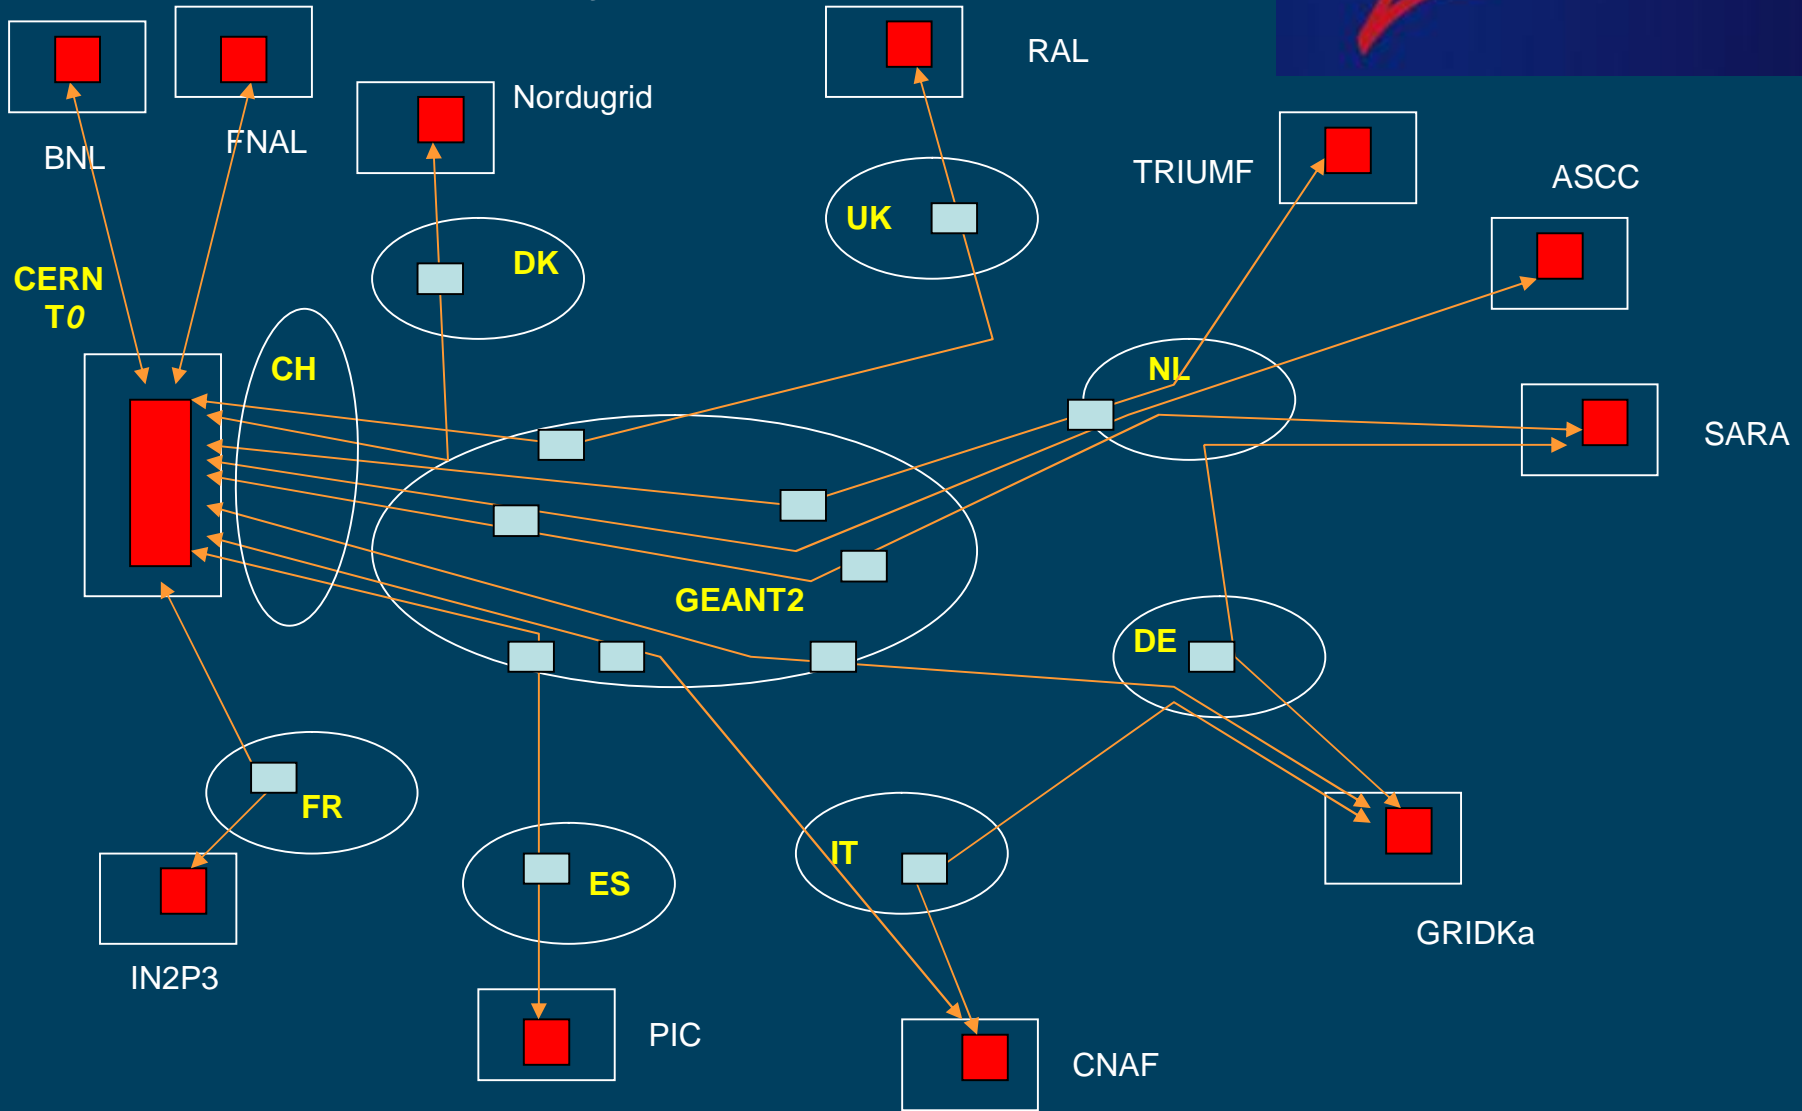 RAL
Nordugrid
FNAL
BNL
TRIUMF
ASCC
UK
DK
CERN
T0
CH
NL
SARA
GEANT2
DE
FR
IT
ES
GRIDKa
IN2P3
PIC
CNAF